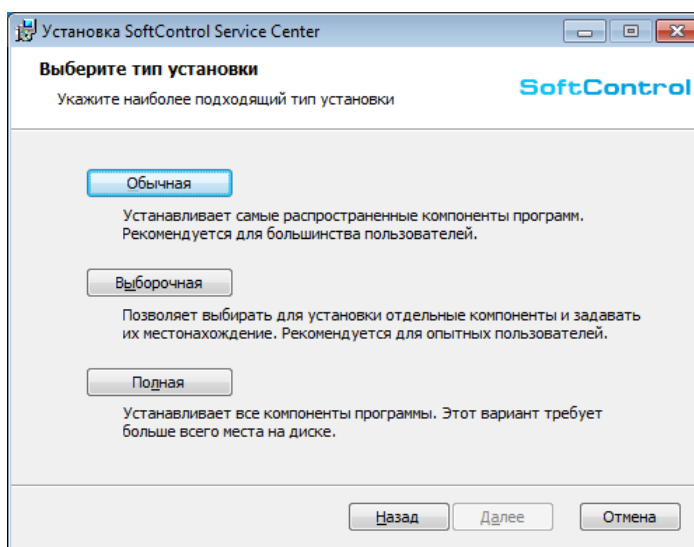 Установка SoftControl Service Center
Выберите тип установки
Укажите наиболее подходящий тип установки
SoftControl
Обычная
Устанавливает самые распространенные компоненты программ.
Рекомендуется для большинства пользователей.
Выборочная
Позволяет выбирать для установки отдельные компоненты и задавать
их местонахождение. Рекомендуется для опытных пользователей.
Полная
Устанавливает все компоненты программы. Этот вариант требует
больше всего места на диске.
Назад
Далее
Отмена